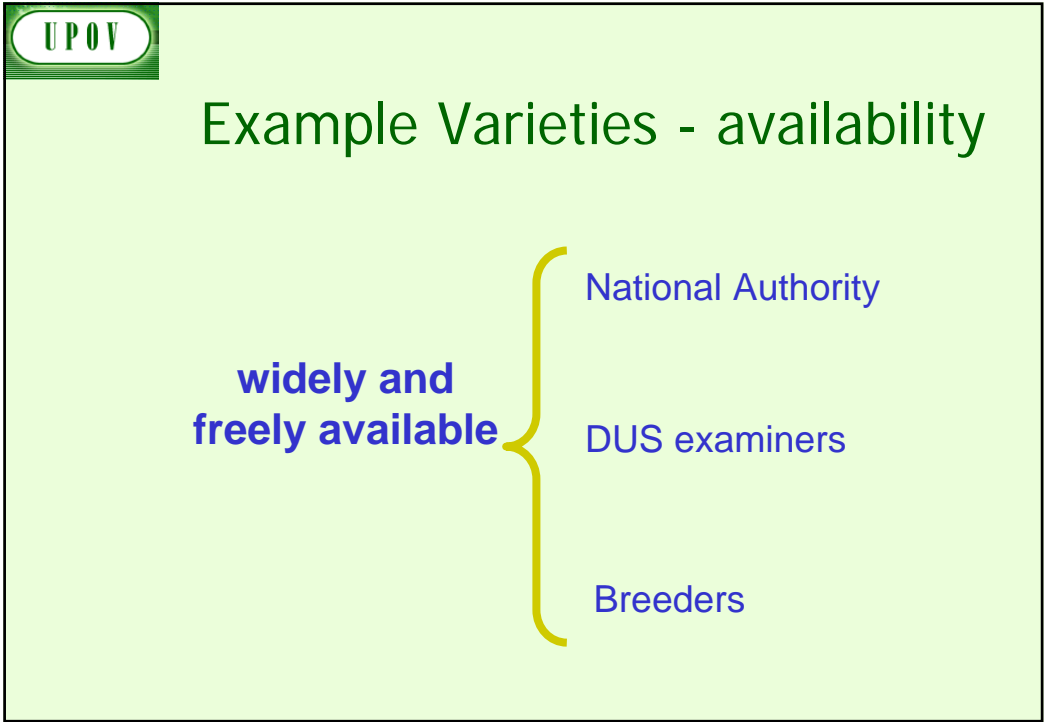 UPOV
Example Varieties - availability
widely and
freely available
National Authority
DUS examiners
Breeders